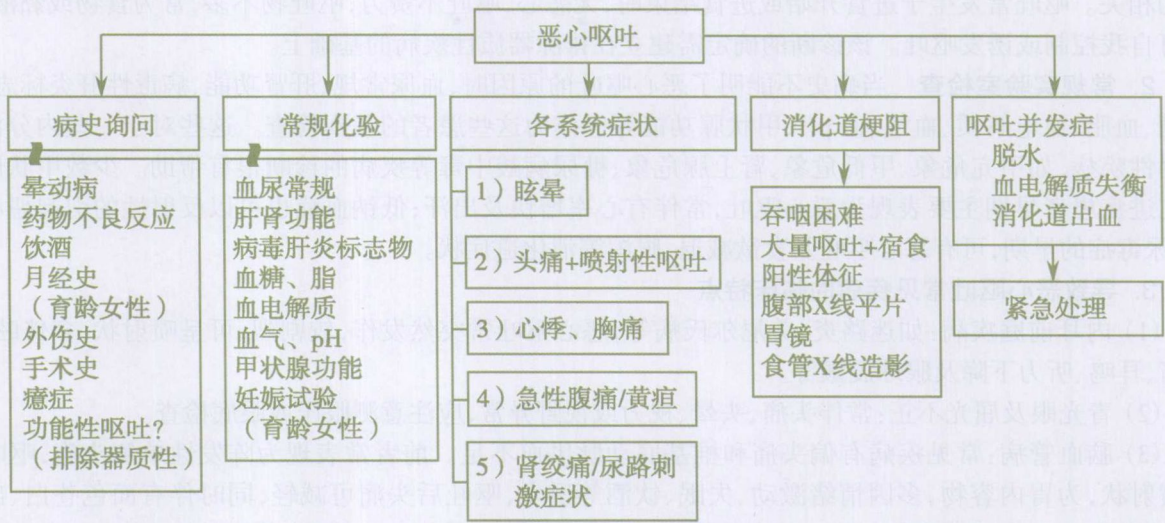 恶心呕吐
病史询问
晕动病
药物不良反应
饮酒
月经史
(育龄女性)
外伤史
手术史
癔症
功能性呕吐?
(排除器质性)
常规化验
血尿常规
肝肾功能
病毒肝炎标志物
血糖、脂
血电解质
血气、pH
甲状腺功能
妊娠试验
(育龄女性)
各系统症状
1)眩晕
2)头痛+喷射性呕吐
3)心悸、胸痛
4)急性腹痛/黄疸
5)肾绞痛/尿路刺
激症状
消化道梗阻
吞咽困难
大量呕吐+宿食
阳性体征
腹部X线平片
胃镜
食管X线造影
呕吐并发症
脱水
血电解质失衡
消化道出血
紧急处理